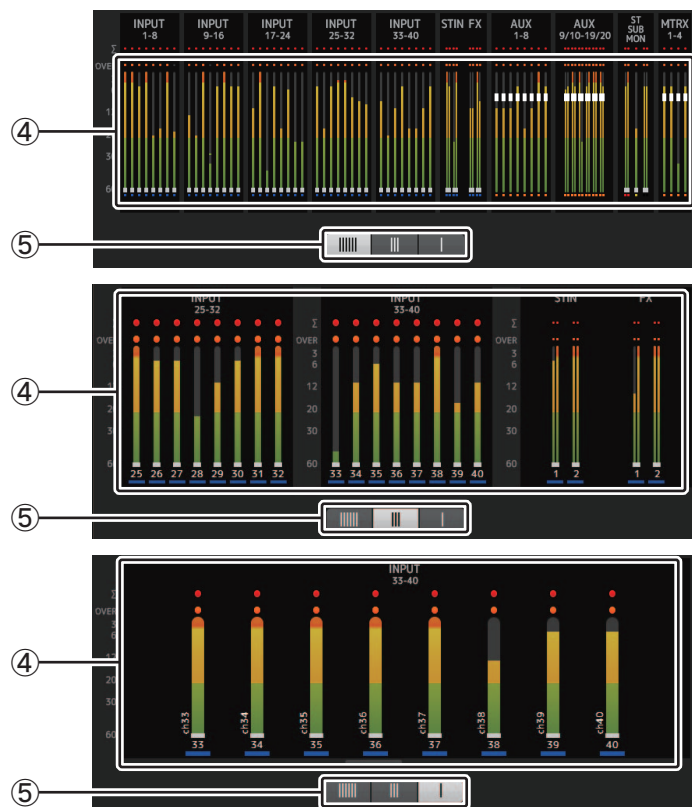 INPUT INPUT INPUT INPUT INPUT STIN FX AUX AUX ST SUB MON MTRX
1-8 9-16 17-24 25-32 33-40 1-8 9/10-19/20 1-4
Σ
OVER
④
60
⑤
INPUT INPUT STIN FX
25-32 33-40
Σ
OVER OVER
3
6
12
20
30
60
④
25 26 27 28 29 30 31 32 33 34 35 36 37 38 39 40 1 2 1 2
⑤
INPUT
33-40
Σ
OVER
3
6
12
20
30
60
④
ch33 ch34 ch35 ch36 ch37 ch38 ch39 ch40
33 34 35 36 37 38 39 40
⑤